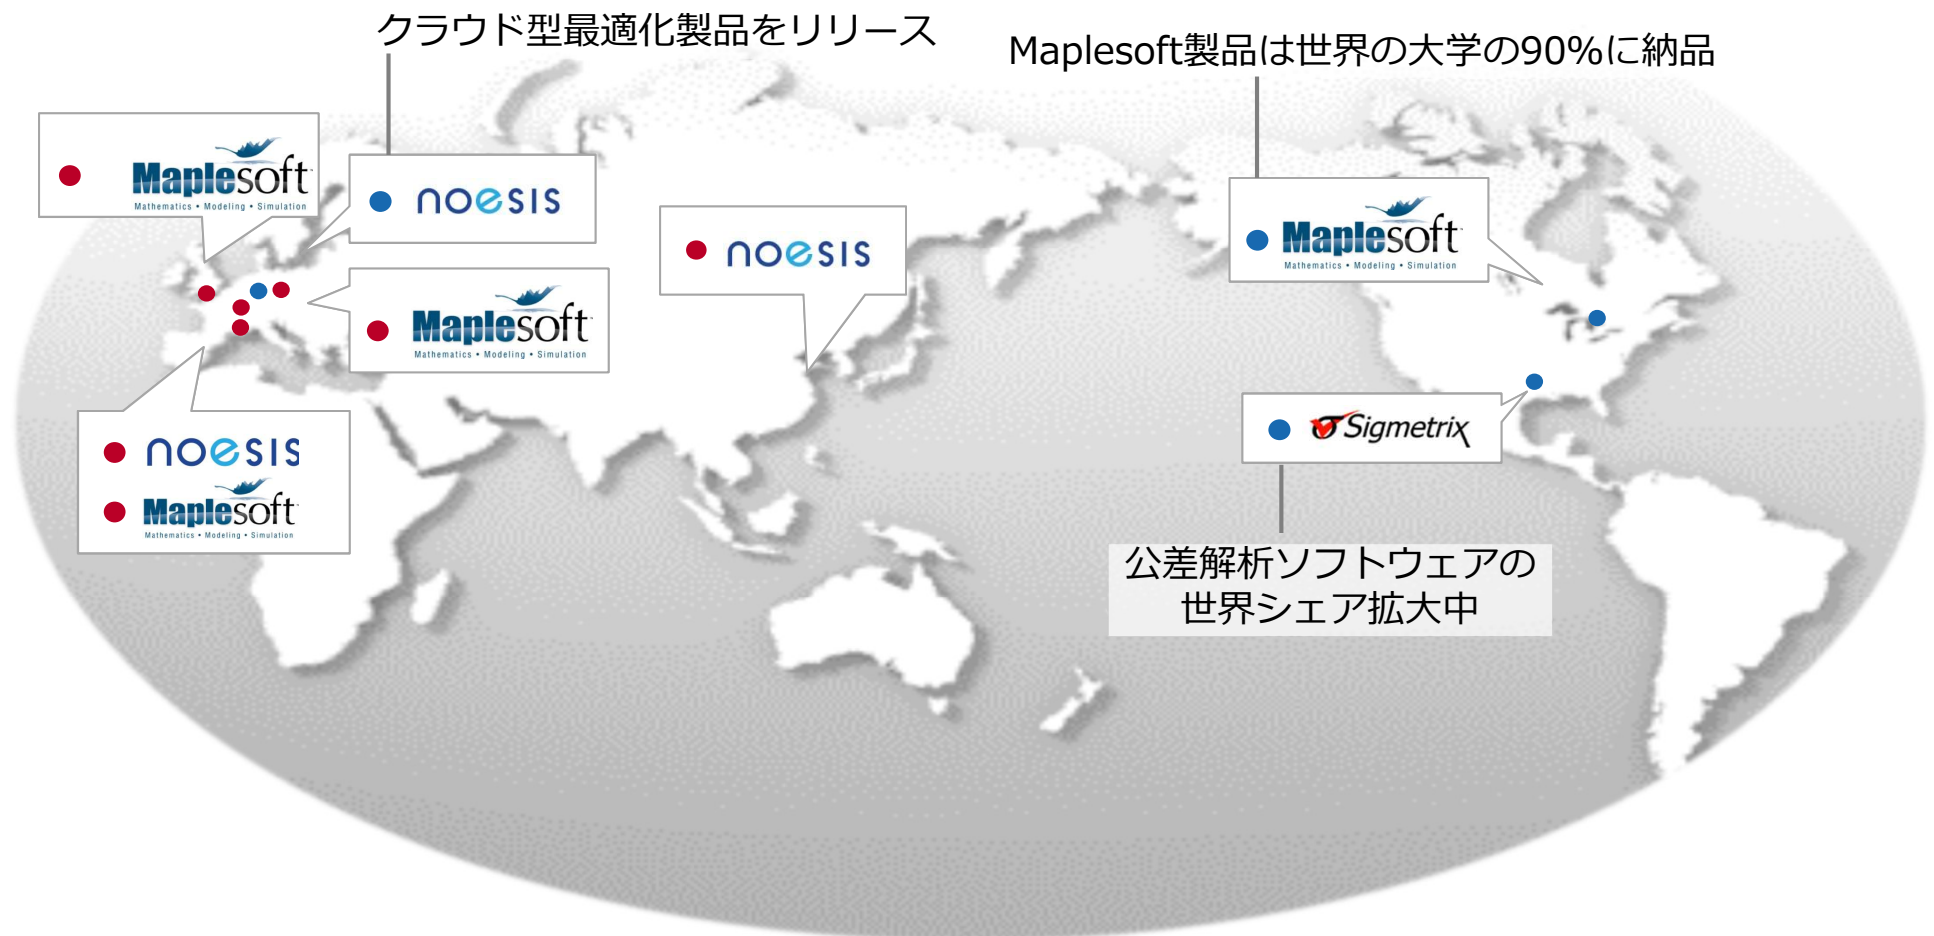 クラウド型最適化製品をリリース
Maplesoft製品は世界の大学の90%に納品
Maplesoft
Mathematics • Modeling • Simulation
noesis
noesis
Maplesoft
Mathematics • Modeling • Simulation
Maplesoft
Mathematics • Modeling • Simulation
Sigmetrix
noesis
Maplesoft
Mathematics • Modeling • Simulation
公差解析ソフトウェアの
世界シェア拡大中